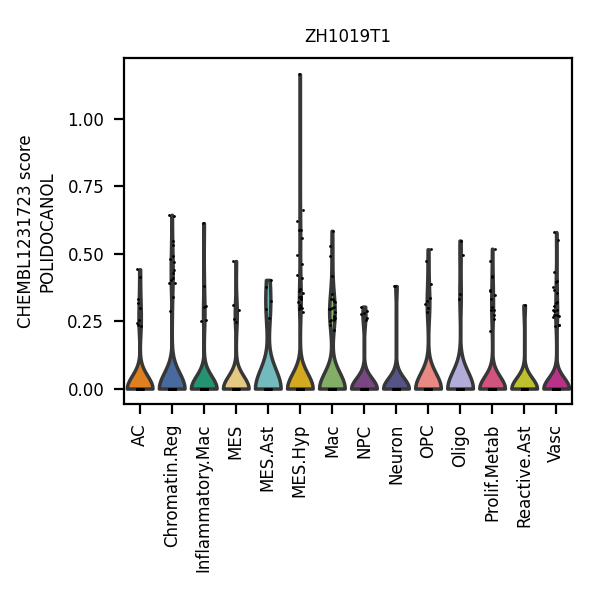 ZH1019T1
CHEMBL1231723 score
POLIDOCANOL
1.00
0.75
0.50
0.25
0.00
AC
Chromatin.Reg
Inflammatory.Mac
MES
MES.Ast
MES.Hyp
Mac
NPC
Neuron
OPC
Oligo
Prolif.Metab
Reactive.Ast
Vasc